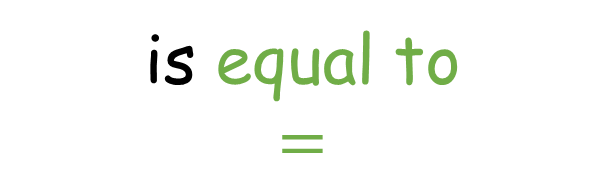 is equal to
=